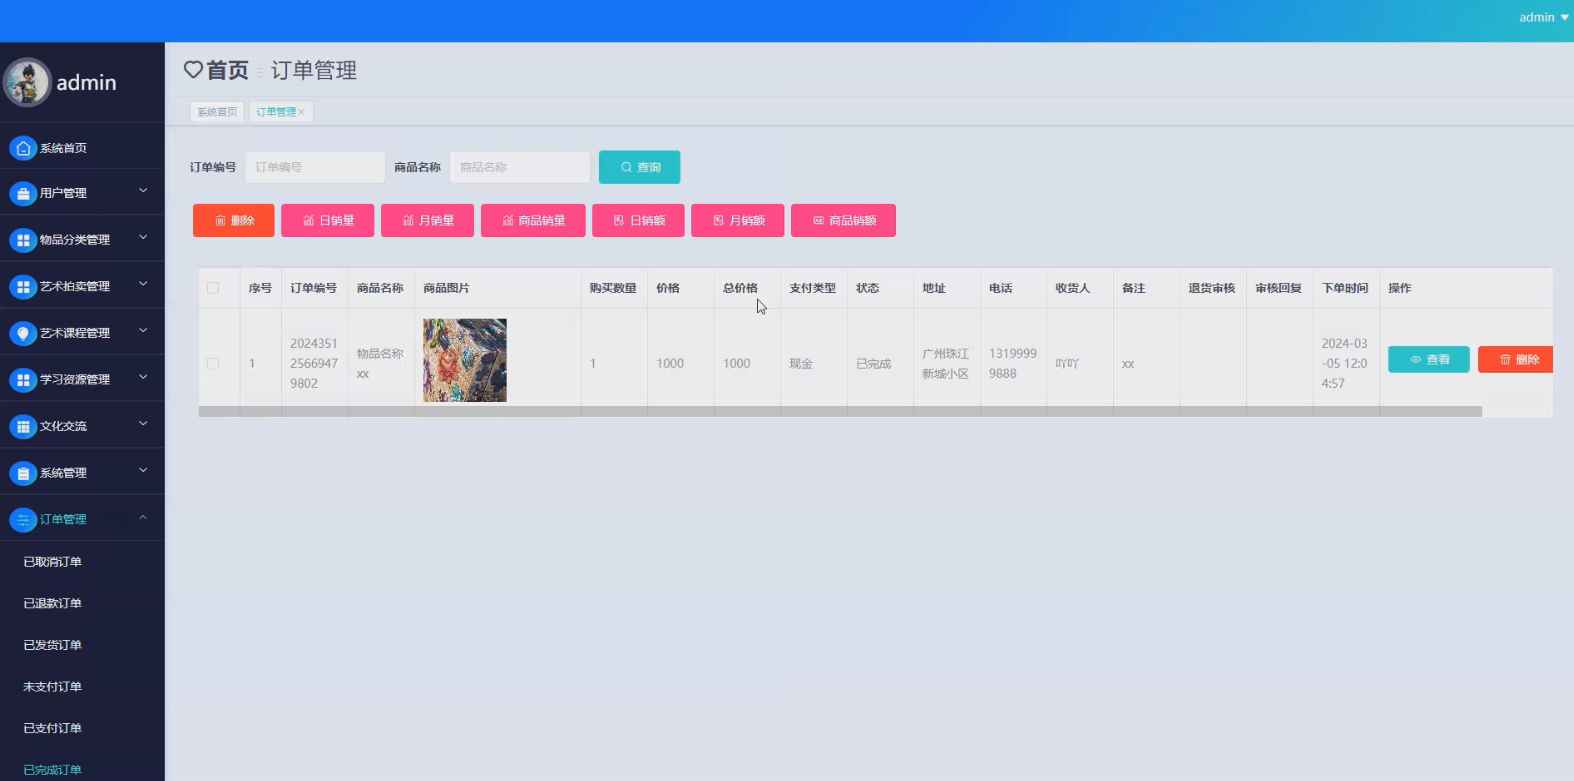 admin
admin
首页 订单管理
系统首页 订单管理×
系统首页
用户管理
物品分类管理
艺术拍卖管理
艺术课程管理
学习资源管理
文化交流
系统管理
订单管理
已取消订单
已退款订单
已发货订单
未支付订单
已支付订单
已完成订单
订单编号 订单编号 商品名称 商品名称 查询
删除 日销量 月销量 商品销量 日销额 月销额 商品销额
序号 订单编号 商品名称 商品图片 购买数量 价格 总价格 支付类型 状态 地址 电话 收货人 备注 退货审核 审核回复 下单时间 操作
1 2024351 物品名称 1 1000 1000 现金 已完成 广州珠江 1319999 吖吖 xx 2024-03 查看 删除
2566947 xx 新城小区 9888 -05 12:0
9802 4:57